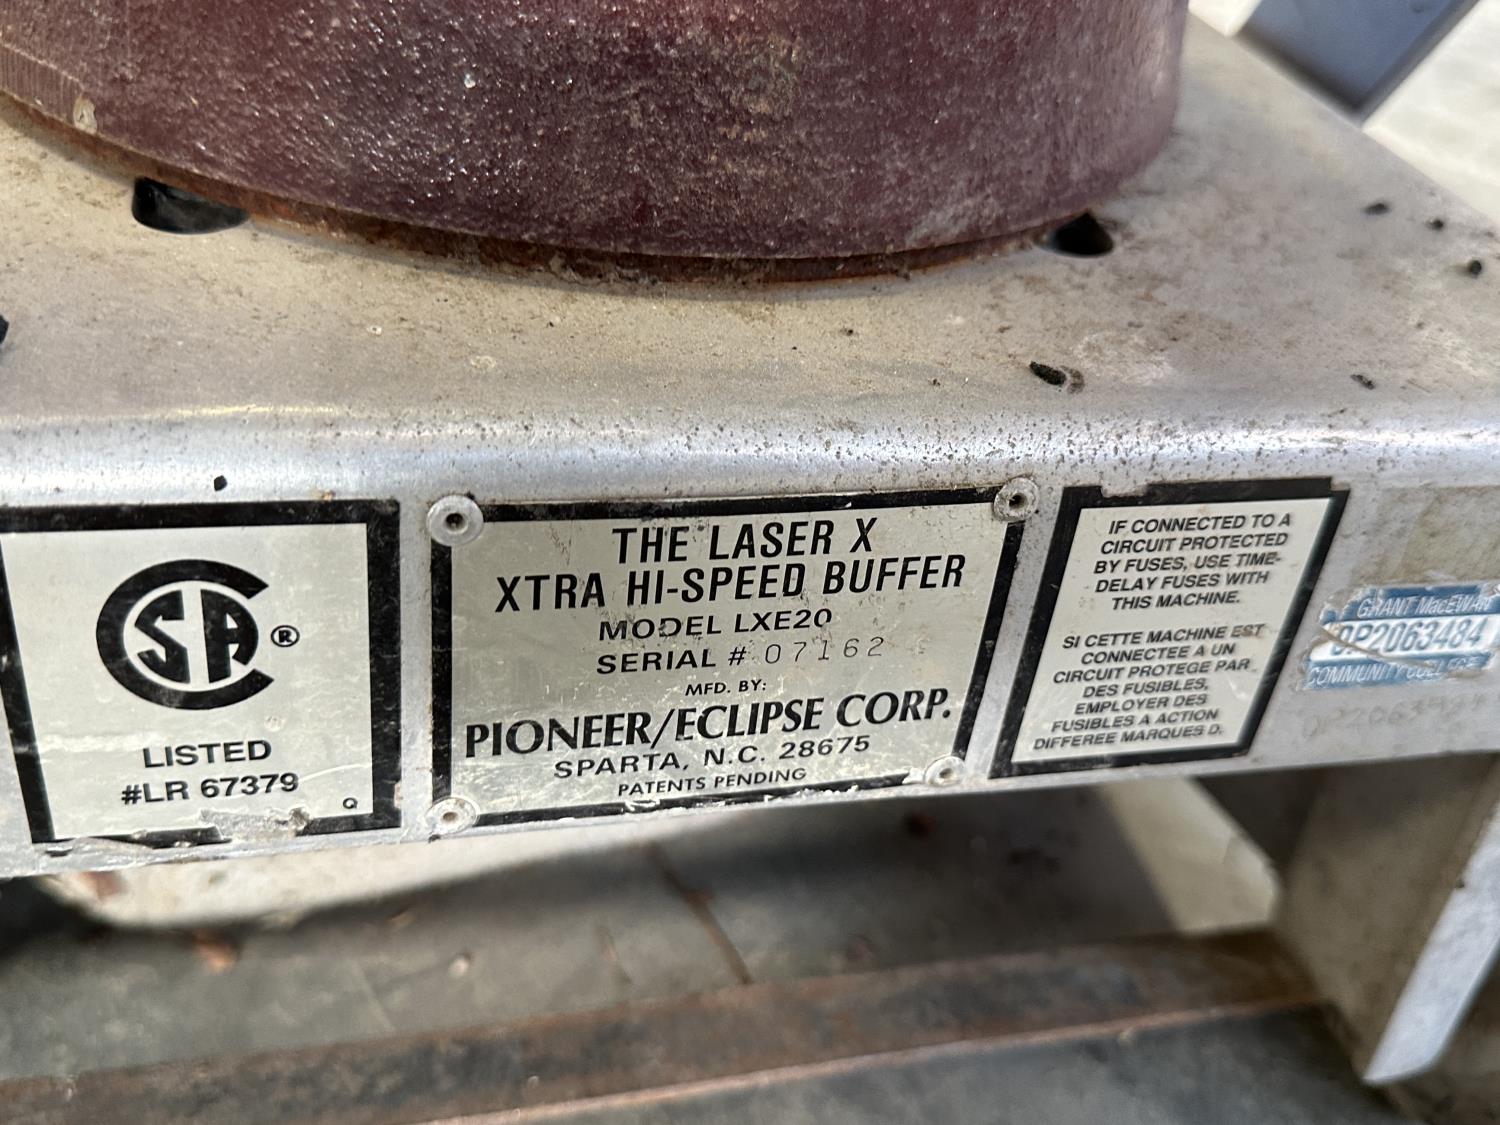 CSA ®
LISTED
#LR 67379
Q
THE LASER X
XTRA HI-SPEED BUFFER
MODEL LXE20
SERIAL # 07162
MFD. BY:
PIONEER/ECLIPSE CORP.
SPARTA, N.C. 28675
PATENTS PENDING
IF CONNECTED TO A
CIRCUIT PROTECTED
BY FUSES, USE TIME-
DELAY FUSES WITH
THIS MACHINE.
SI CETTE MACHINE EST
CONNECTEE A UN
CIRCUIT PROTEGE PAR
DES FUSIBLES,
EMPLOYER DES
FUSIBLES A ACTION
DIFFEREE MARQUES D.
GRANT MacEWAN
OP2063484
COMMUNITY COLLEGE